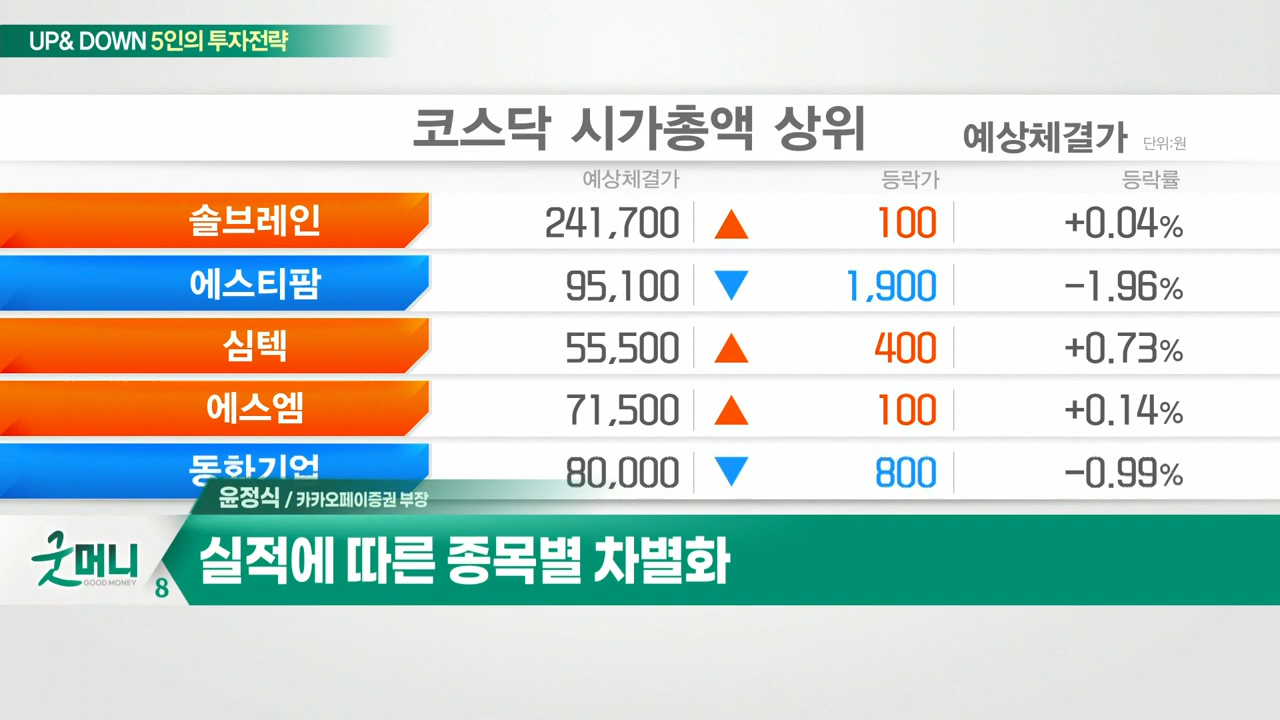 UP& DOWN 5인의 투자전략
코스닥 시가총액 상위 예상체결가 단위:원
예상체결가 등락가 등락률
솔브레인 241,700 ▲ 100 +0.04%
에스티팜 95,100 ▼ 1,900 -1.96%
심텍 55,500 ▲ 400 +0.73%
에스엠 71,500 ▲ 100 +0.14%
동화기업 80,000 ▼ 800 -0.99%
윤정식 / 카카오페이증권 부장
굿머니 GOOD MONEY 8
실적에 따른 종목별 차별화